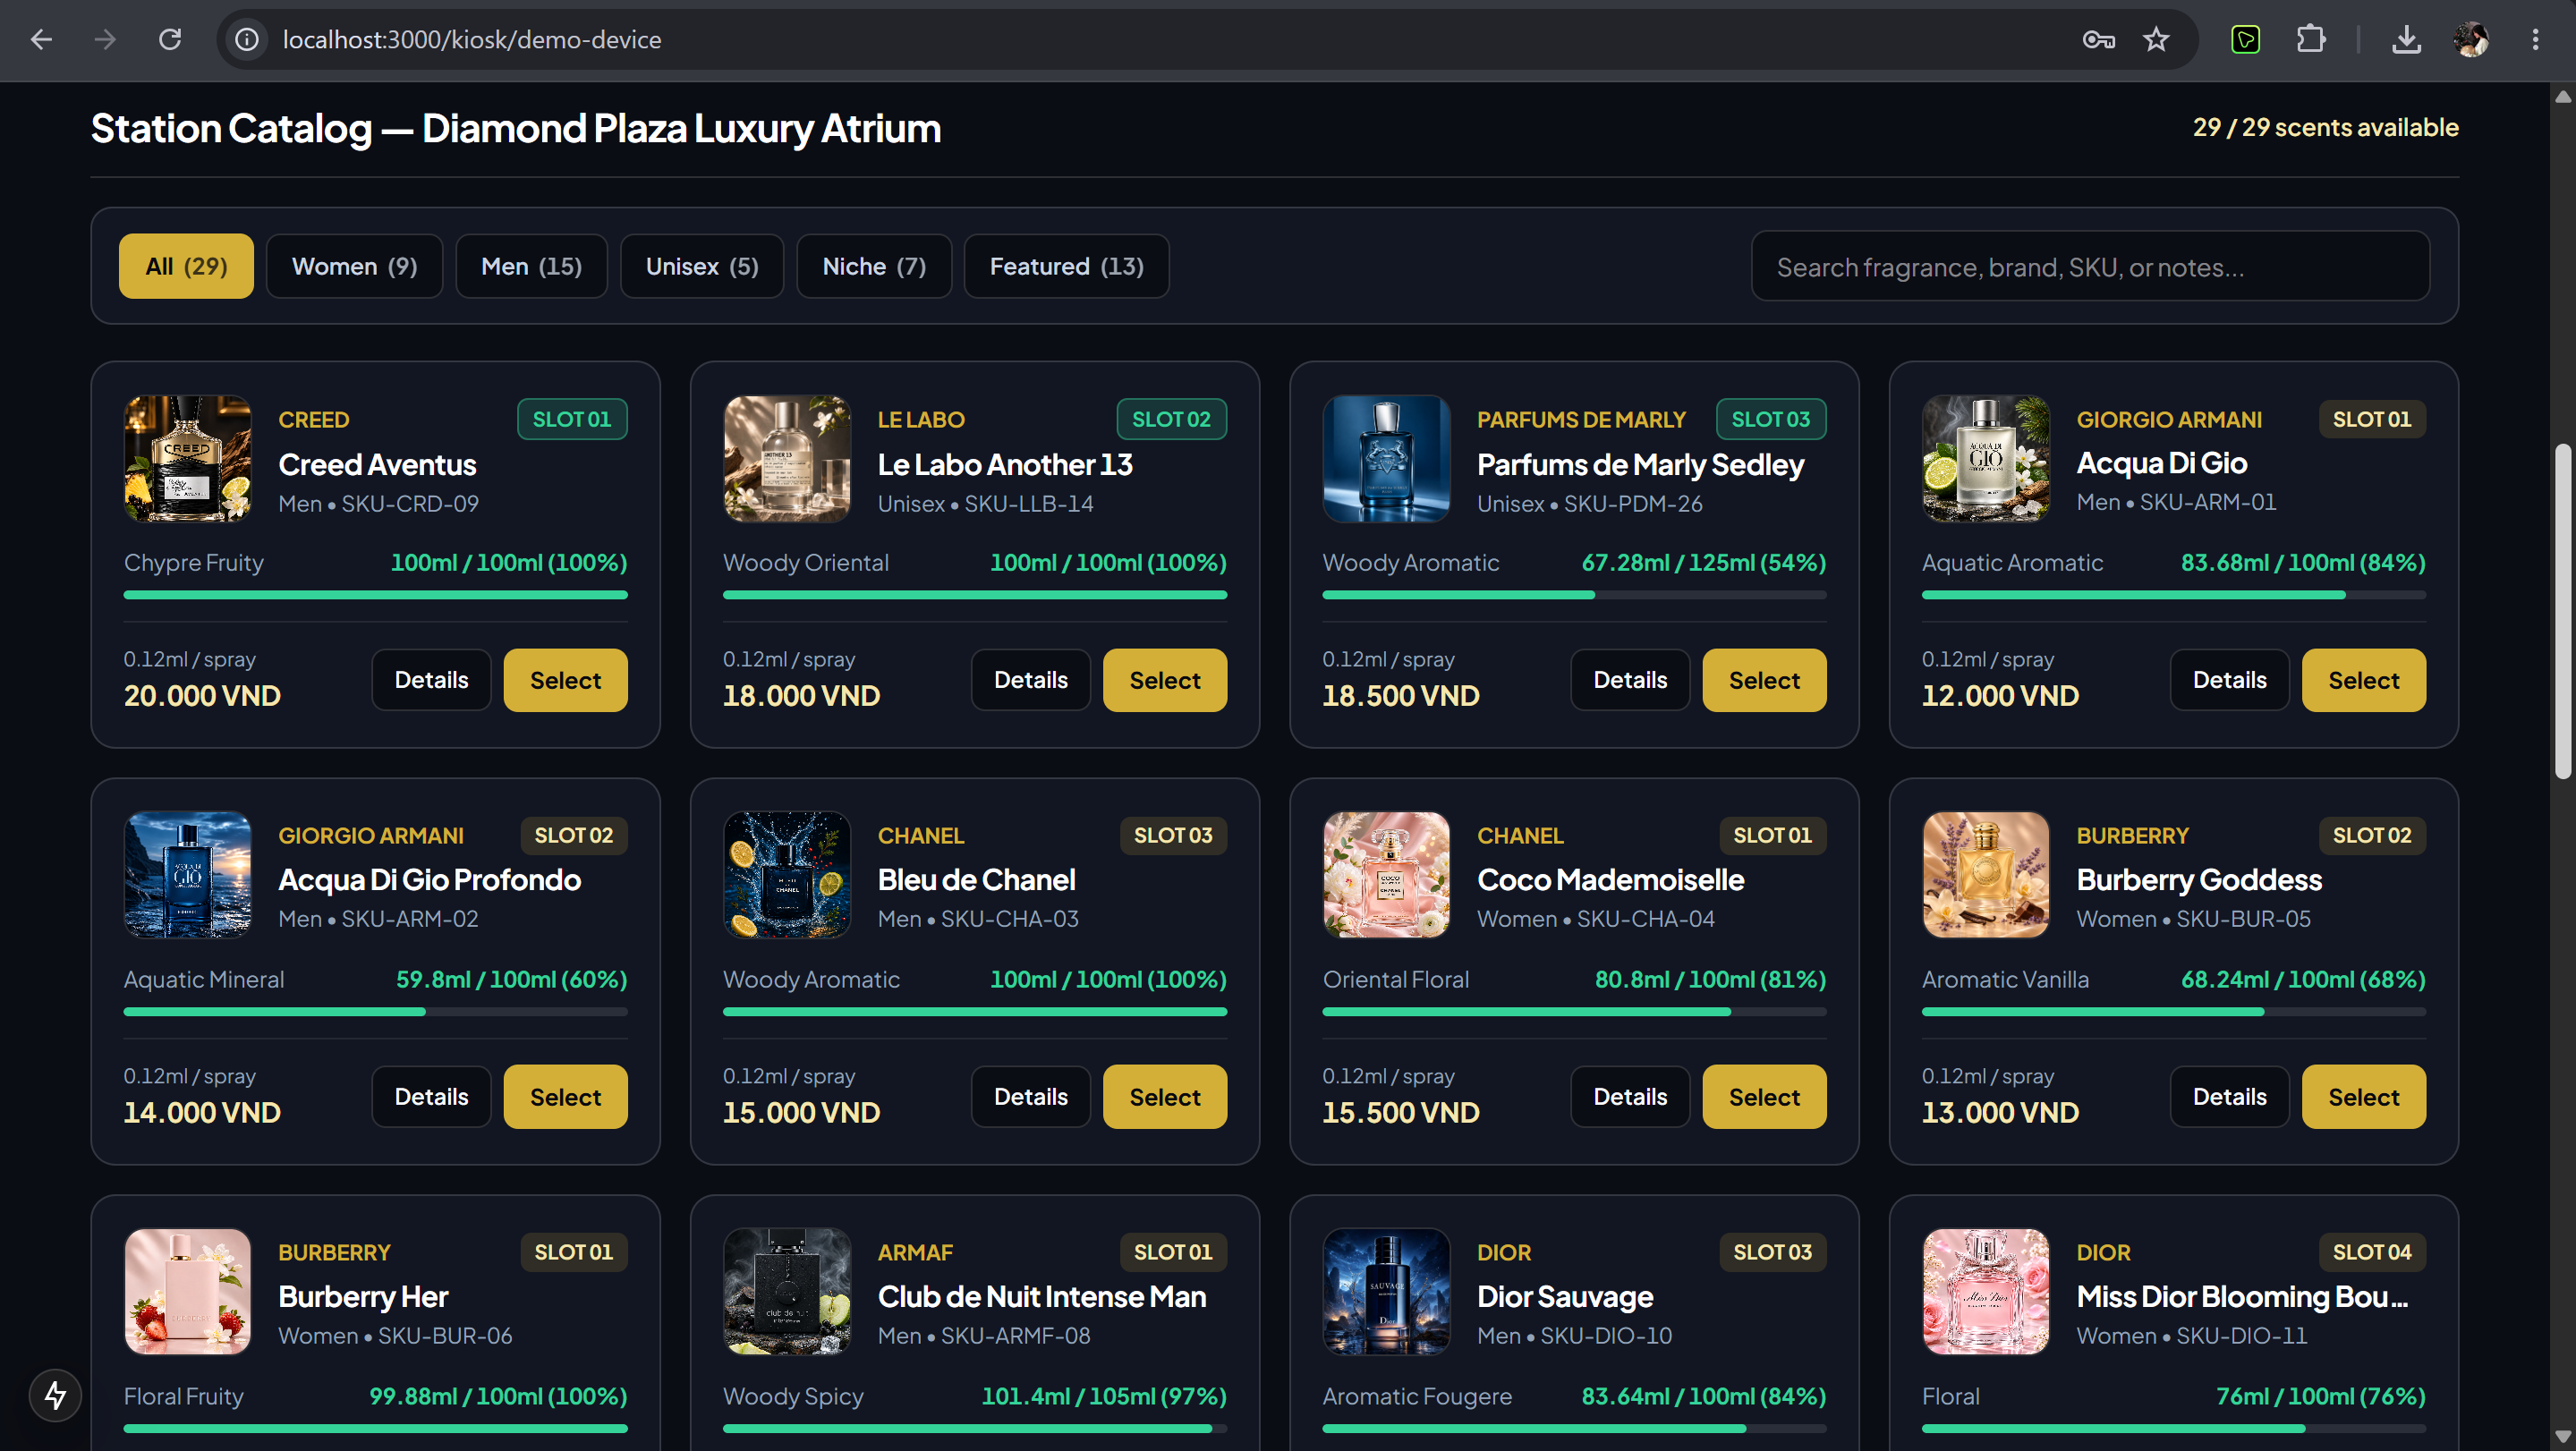 localhost:3000/kiosk/demo-device
Station Catalog — Diamond Plaza Luxury Atrium
29 / 29 scents available
All (29)
Women (9)
Men (15)
Unisex (5)
Niche (7)
Featured (13)
Search fragrance, brand, SKU, or notes...
CREED
SLOT 01
Creed Aventus
Men • SKU-CRD-09
Chypre Fruity
100ml / 100ml (100%)
0.12ml / spray
20.000 VND
Details
Select
LE LABO
SLOT 02
Le Labo Another 13
Unisex • SKU-LLB-14
Woody Oriental
100ml / 100ml (100%)
0.12ml / spray
18.000 VND
Details
Select
PARFUMS DE MARLY
SLOT 03
Parfums de Marly Sedley
Unisex • SKU-PDM-26
Woody Aromatic
67.28ml / 125ml (54%)
0.12ml / spray
18.500 VND
Details
Select
GIORGIO ARMANI
SLOT 01
Acqua Di Gio
Men • SKU-ARM-01
Aquatic Aromatic
83.68ml / 100ml (84%)
0.12ml / spray
12.000 VND
Details
Select
GIORGIO ARMANI
SLOT 02
Acqua Di Gio Profondo
Men • SKU-ARM-02
Aquatic Mineral
59.8ml / 100ml (60%)
0.12ml / spray
14.000 VND
Details
Select
CHANEL
SLOT 03
Bleu de Chanel
Men • SKU-CHA-03
Woody Aromatic
100ml / 100ml (100%)
0.12ml / spray
15.000 VND
Details
Select
CHANEL
SLOT 01
Coco Mademoiselle
Women • SKU-CHA-04
Oriental Floral
80.8ml / 100ml (81%)
0.12ml / spray
15.500 VND
Details
Select
BURBERRY
SLOT 02
Burberry Goddess
Women • SKU-BUR-05
Aromatic Vanilla
68.24ml / 100ml (68%)
0.12ml / spray
13.000 VND
Details
Select
BURBERRY
SLOT 01
Burberry Her
Women • SKU-BUR-06
Floral Fruity
99.88ml / 100ml (100%)
ARMAF
SLOT 01
Club de Nuit Intense Man
Men • SKU-ARMF-08
Woody Spicy
101.4ml / 105ml (97%)
DIOR
SLOT 03
Dior Sauvage
Men • SKU-DIO-10
Aromatic Fougere
83.64ml / 100ml (84%)
DIOR
SLOT 04
Miss Dior Blooming Bou...
Women • SKU-DIO-11
Floral
76ml / 100ml (76%)